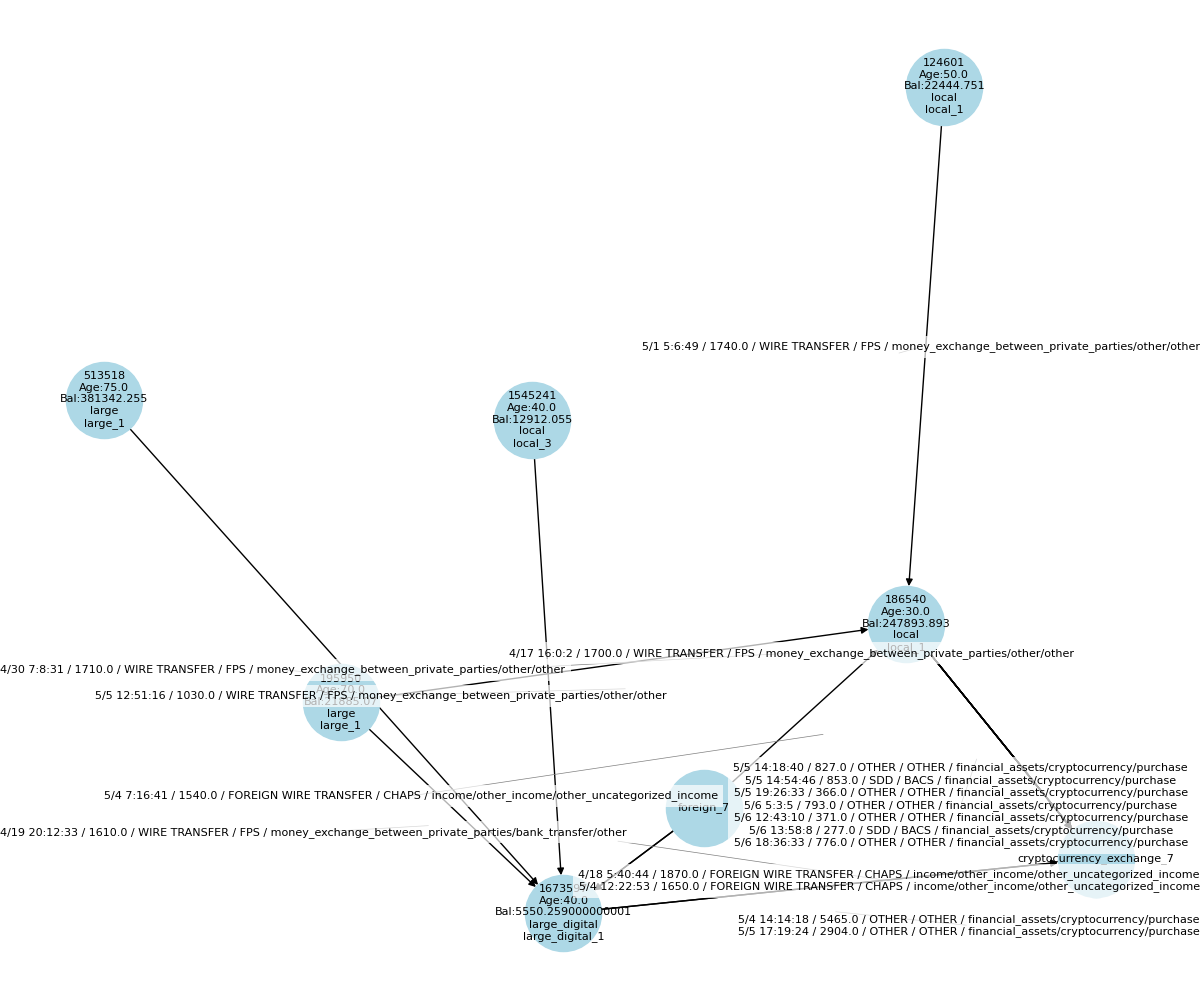 124601
Age:50.0
Bal:22444.751
local
local_1
5/1 5:6:49 / 1740.0 / WIRE TRANSFER / FPS / money_exchange_between_private_parties/other/other
513518
Age:75.0
Bal:381342.255
large
large_1
1545241
Age:40.0
Bal:12912.055
local
local_3
186540
Age:30.0
Bal:247893.893
local
local_1
4/17 16:0:2 / 1700.0 / WIRE TRANSFER / FPS / money_exchange_between_private_parties/other/other
4/30 7:8:31 / 1710.0 / WIRE TRANSFER / FPS / money_exchange_between_private_parties/other/other
Age:70.0
5/5 12:51:16 / 1030.0 / WIRE TRANSFER / FPS / money_exchange_between_private_parties/other/other
Bal:21885.07
large
large_1
5/5 14:18:40 / 827.0 / OTHER / OTHER / financial_assets/cryptocurrency/purchase
5/5 14:54:46 / 853.0 / SDD / BACS / financial_assets/cryptocurrency/purchase
5/5 19:26:33 / 366.0 / OTHER / OTHER / financial_assets/cryptocurrency/purchase
5/6 5:3:5 / 793.0 / OTHER / OTHER / financial_assets/cryptocurrency/purchase
5/6 12:43:10 / 371.0 / OTHER / OTHER / financial_assets/cryptocurrency/purchase
5/6 13:58:8 / 277.0 / SDD / BACS / financial_assets/cryptocurrency/purchase
5/6 18:36:33 / 776.0 / OTHER / OTHER / financial_assets/cryptocurrency/purchase
5/4 7:16:41 / 1540.0 / FOREIGN WIRE TRANSFER / CHAPS / income/other_income/other_uncategorized_income
foreign_7
4/19 20:12:33 / 1610.0 / WIRE TRANSFER / FPS / money_exchange_between_private_parties/bank_transfer/other
cryptocurrency_exchange_7
4/18 5:40:44 / 1870.0 / FOREIGN WIRE TRANSFER / CHAPS / income/other_income/other_uncategorized_income
5/4 12:22:53 / 1650.0 / FOREIGN WIRE TRANSFER / CHAPS / income/other_income/other_uncategorized_income
Age:40.0
Bal:5550.259000000001
large_digital
large_digital_1
5/4 14:14:18 / 5465.0 / OTHER / OTHER / financial_assets/cryptocurrency/purchase
5/5 17:19:24 / 2904.0 / OTHER / OTHER / financial_assets/cryptocurrency/purchase